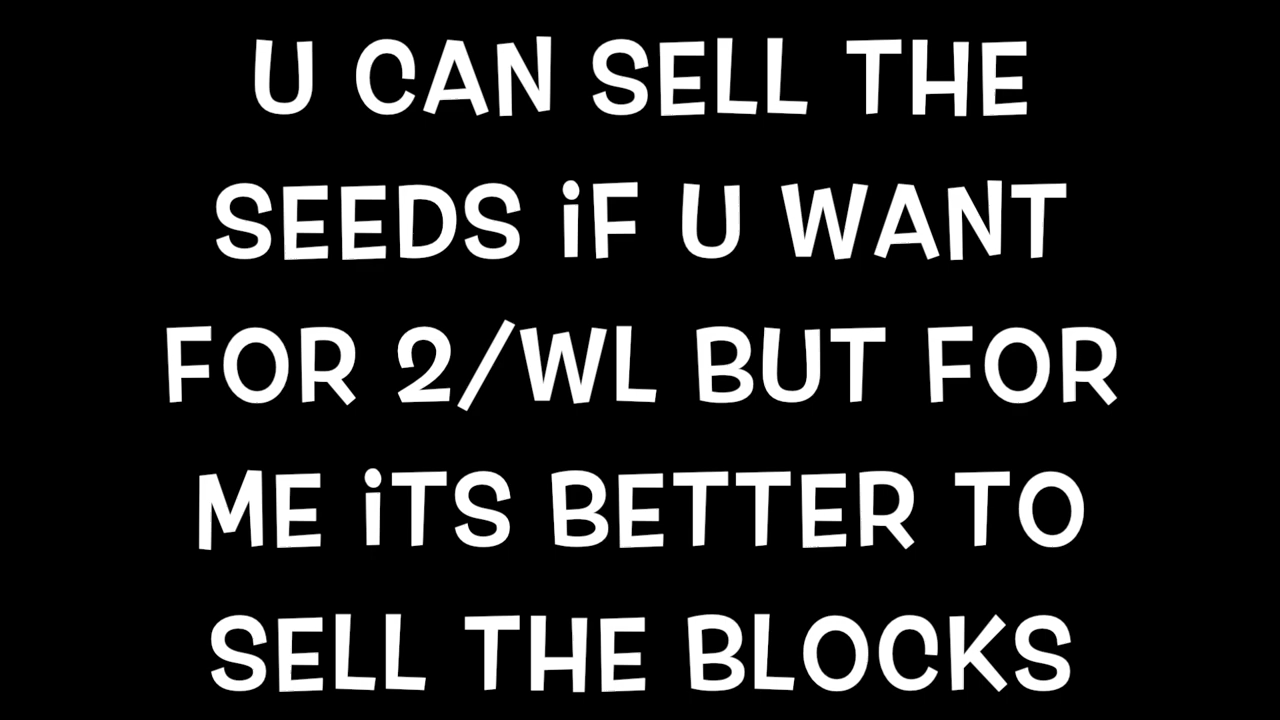 U CAN SELL THE
SEEDS iF U WANT
FOR 2/WL BUT FOR
ME iTS BETTER TO
SELL THE BLOCKS